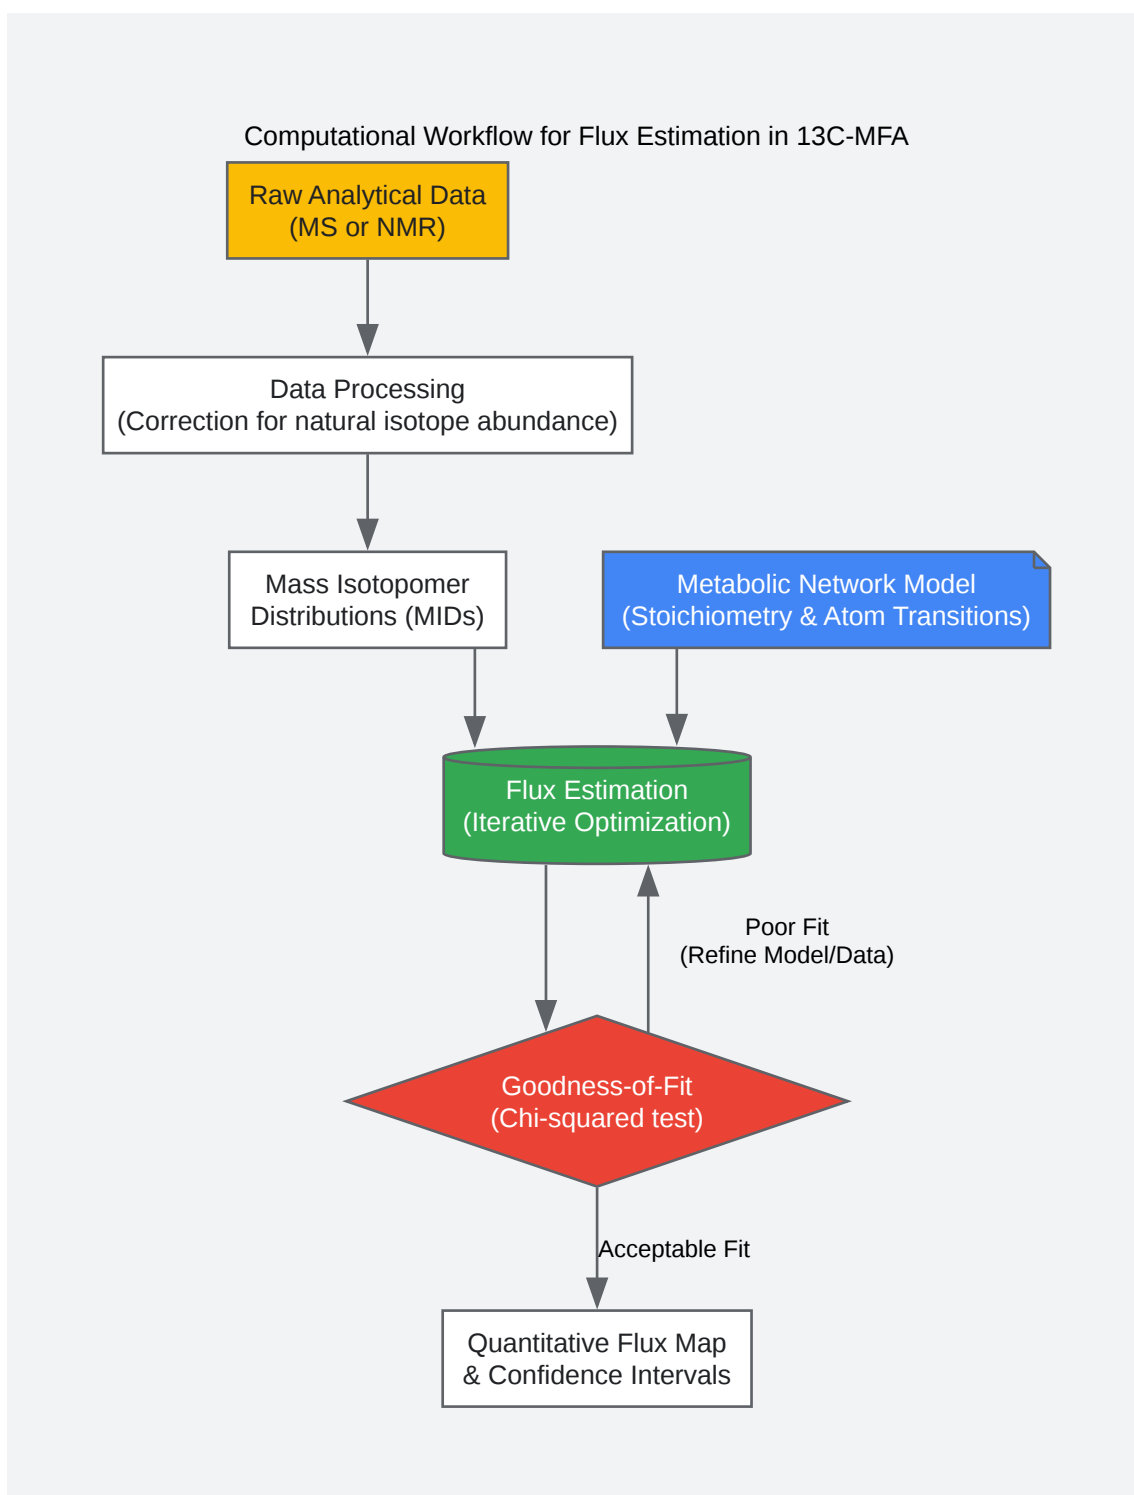 Computational Workflow for Flux Estimation in 13C-MFA
Raw Analytical Data
(MS or NMR)
Data Processing
(Correction for natural isotope abundance)
Mass Isotopomer
Distributions (MIDs)
Metabolic Network Model
(Stoichiometry & Atom Transitions)
Flux Estimation
(Iterative Optimization)
Poor Fit
(Refine Model/Data)
Goodness-of-Fit
(Chi-squared test)
Acceptable Fit
Quantitative Flux Map
& Confidence Intervals